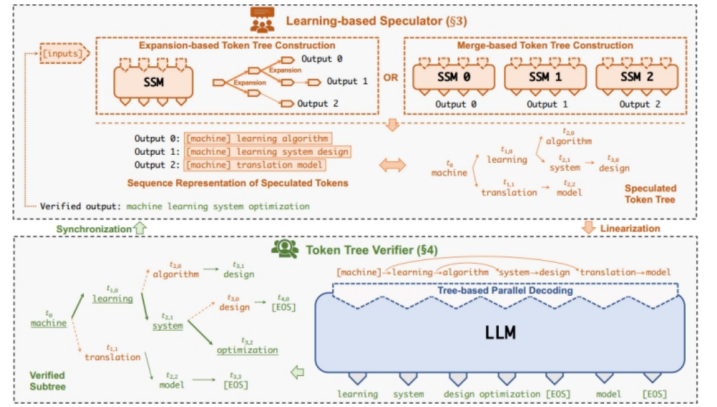 Learning-based Speculator (§3)
[inputs]
Expansion-based Token Tree Construction
SSM
Expansion
Expansion
Output 0
Output 1
Output 2
OR
Merge-based Token Tree Construction
SSM 0
SSM 1
SSM 2
Output 0
Output 1
Output 2
Output 0: [machine] learning algorithm
Output 1: [machine] learning system design
Output 2: [machine] translation model
Sequence Representation of Speculated Tokens
t2,0
algorithm
t1,0
learning
t0
machine
t2,1
system
t3,0
design
t1,1
translation
t2,2
model
Speculated
Token Tree
Verified output: machine learning system optimization
Synchronization
Linearization
Token Tree Verifier (§4)
t2,0
algorithm
t3,1
design
t1,0
learning
t3,0
design
t4,0
[EOS]
t0
machine
t2,1
system
t1,1
translation
t3,2
optimization
t2,2
model
t3,2
[EOS]
Verified
Subtree
[machine] learning algorithm system design translation model
Tree-based Parallel Decoding
LLM
learning system design optimization [EOS] model [EOS]